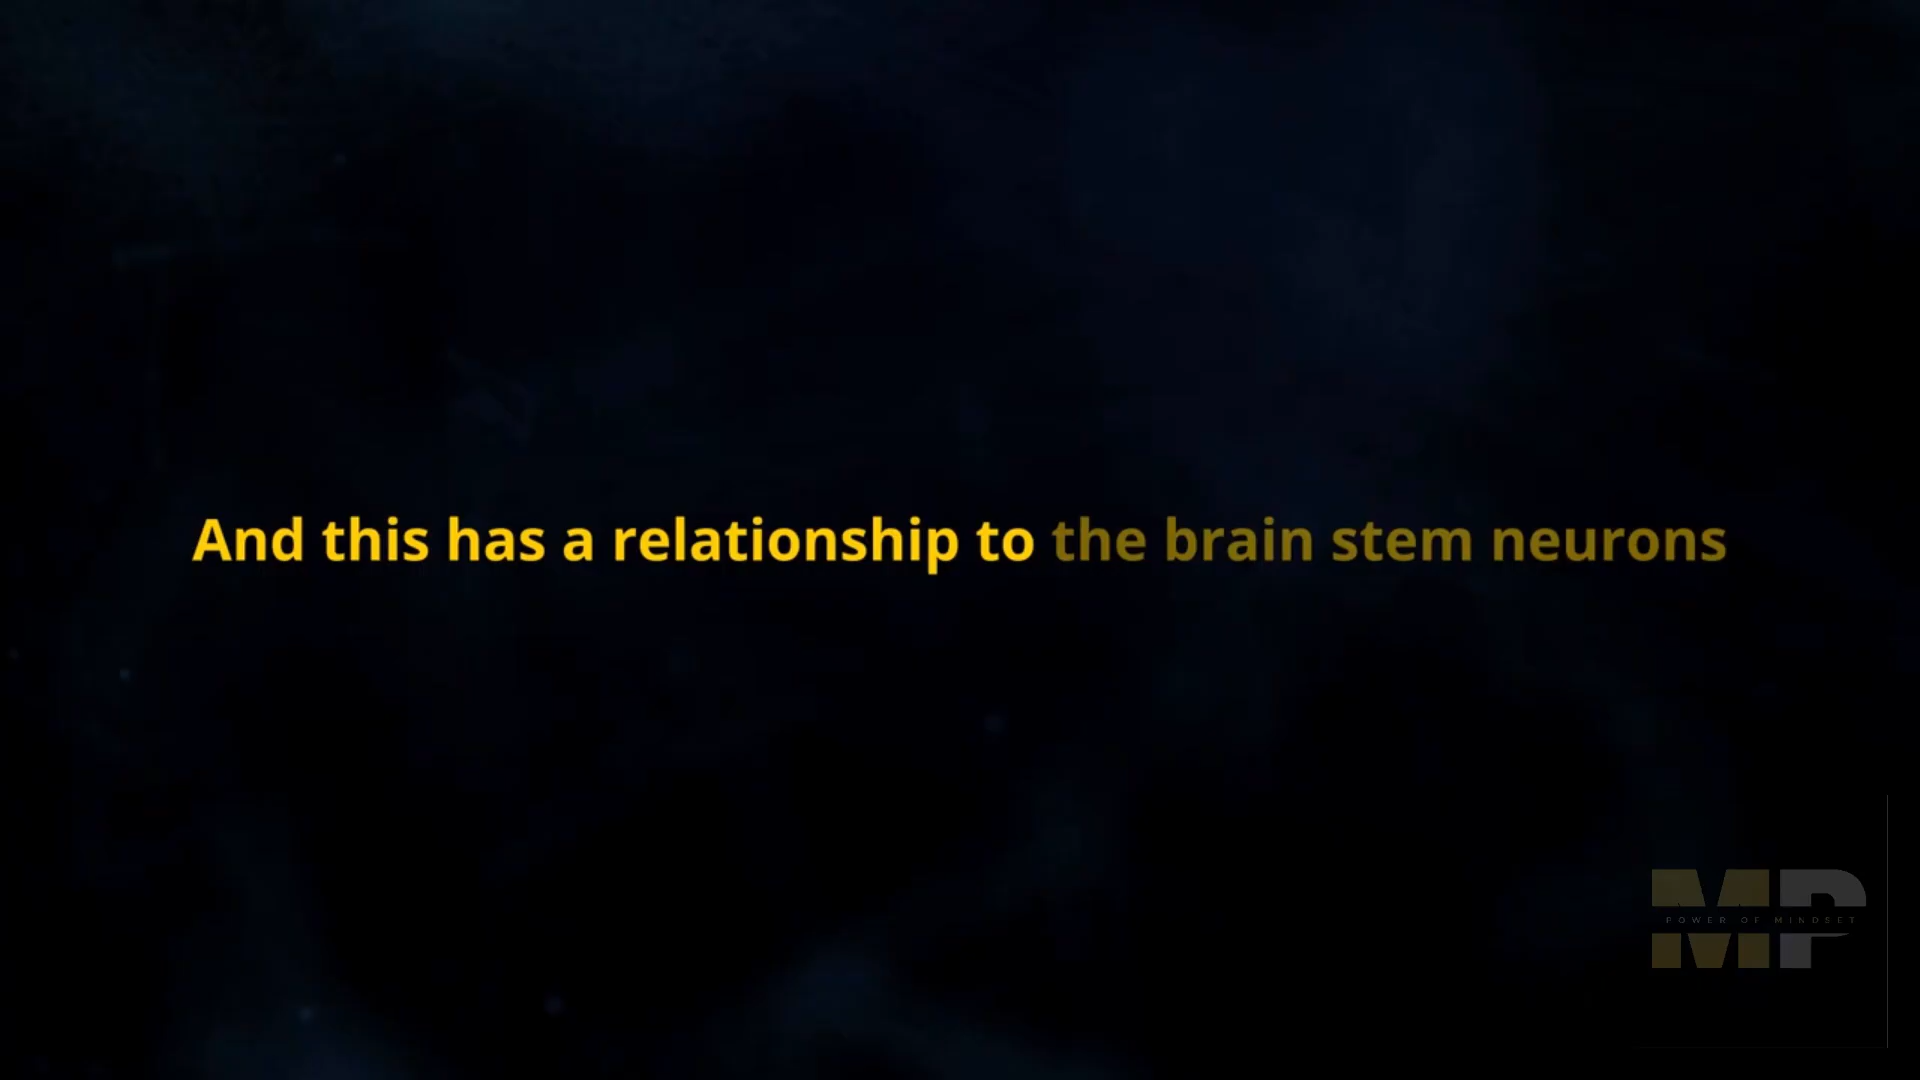 And this has a relationship to the brain stem neurons
MP
POWER OF MINDSET